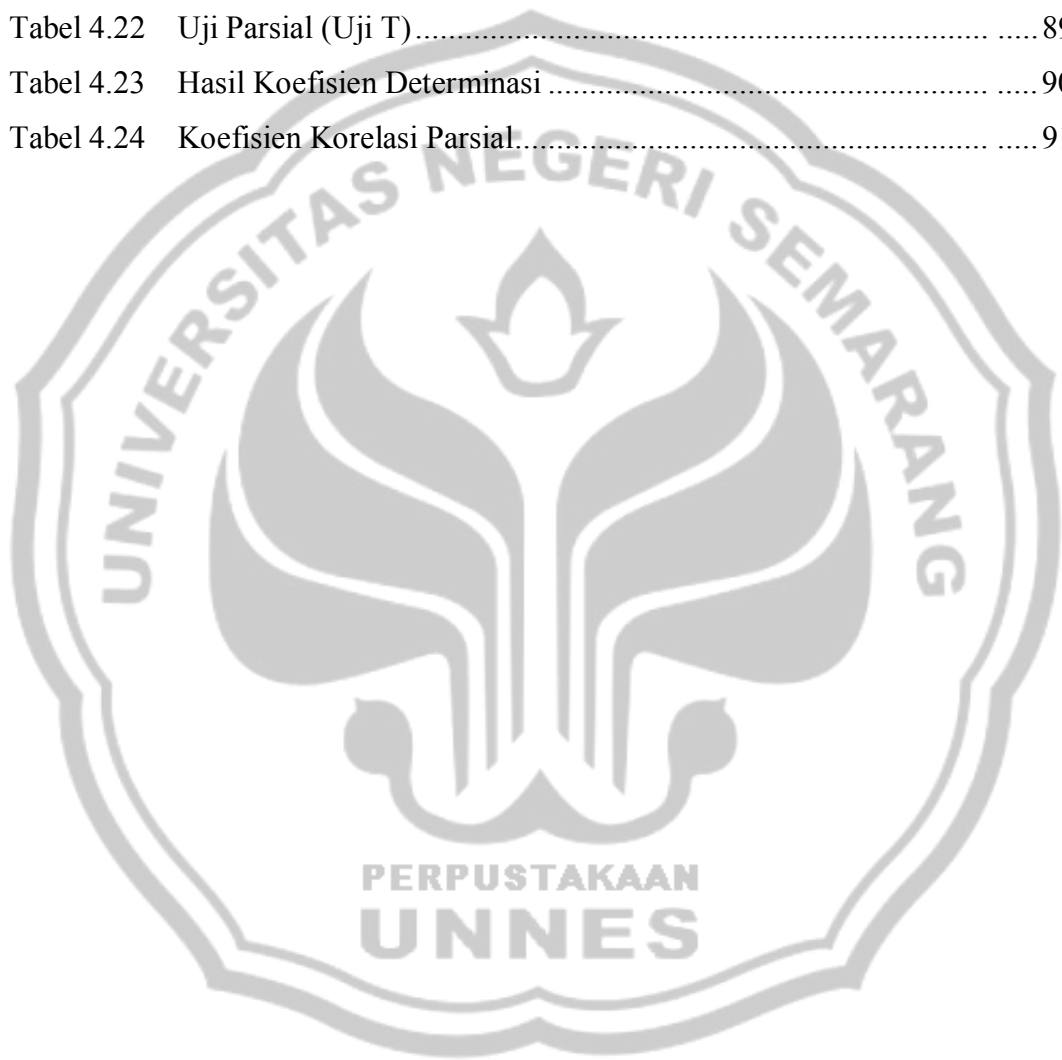 Tabel 4.22 Uji Parsial (Uji T)........................................................................ .....89
Tabel 4.23 Hasil Koefisien Determinasi ....................................................... .....90
Tabel 4.24 Koefisien Korelasi Parsial........................................................... .....9
UNIVERSITAS NEGERI SEMARANG
PERPUSTAKAAN
UNNES